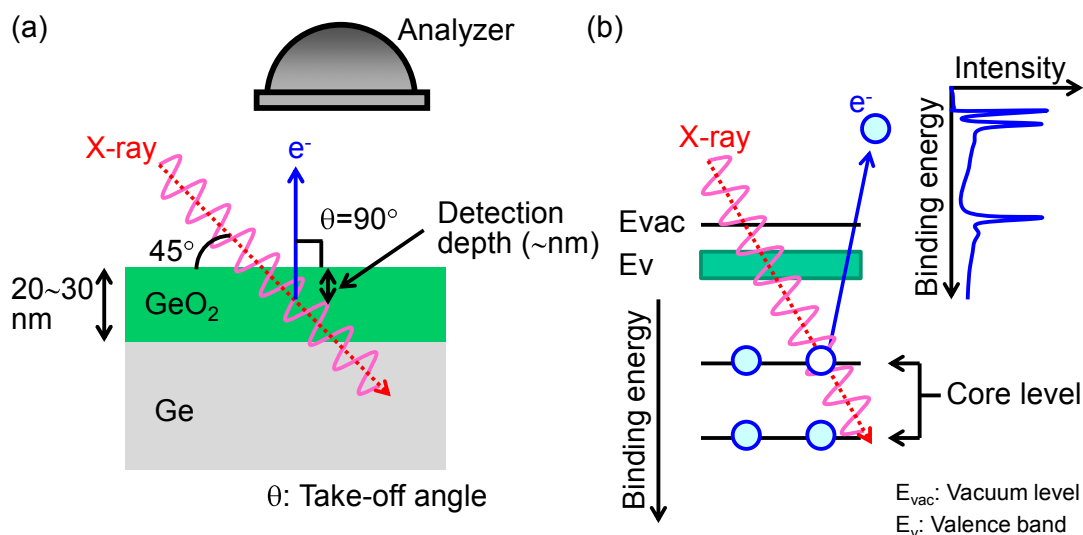 (a)
Analyzer
X-ray
e-
θ=90°
Detection
depth (~nm)
45°
20~30
nm
GeO2
Ge
θ: Take-off angle
(b)
Intensity
e-
Binding energy
X-ray
Evac
Ev
Binding energy
Core level
Evac: Vacuum level
Ev: Valence band